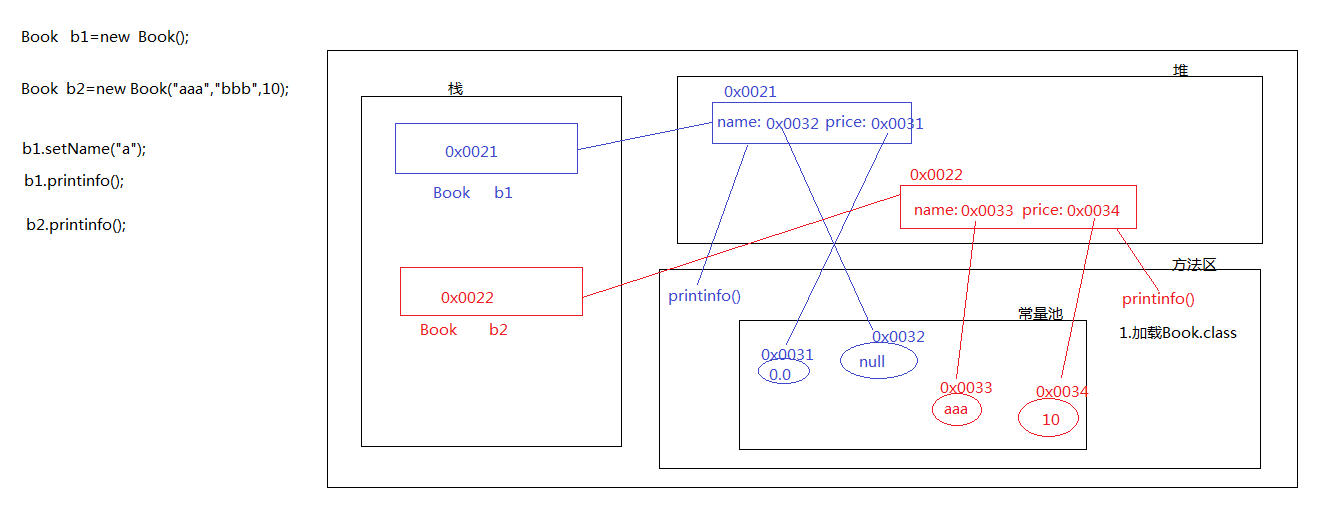 Book b1=new Book();
Book b2=new Book("aaa","bbb",10);
b1.setName("a");
b1.printinfo();
b2.printinfo();
栈
0x0021
Book b1
0x0022
Book b2
堆
0x0021
name: 0x0032 price: 0x0031
0x0022
name: 0x0033 price: 0x0034
方法区
printinfo()
printinfo()
1.加载Book.class
常量池
0x0031
0.0
0x0032
null
0x0033
aaa
0x0034
10